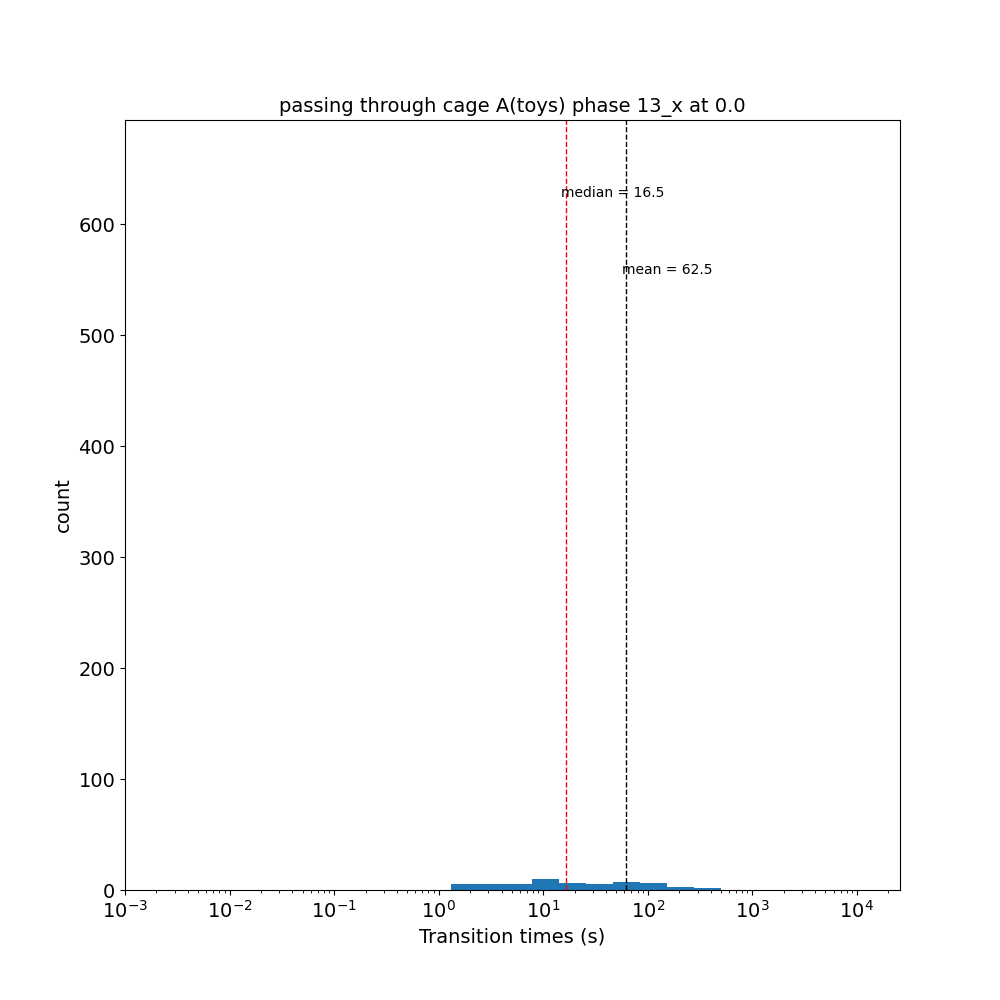 passing through cage A(toys) phase 13_x at 0.0
median = 16.5
mean = 62.5
600
500
400
300
200
100
0
count
10⁻³ 10⁻² 10⁻¹ 10⁰ 10¹ 10² 10³ 10⁴
Transition times (s)